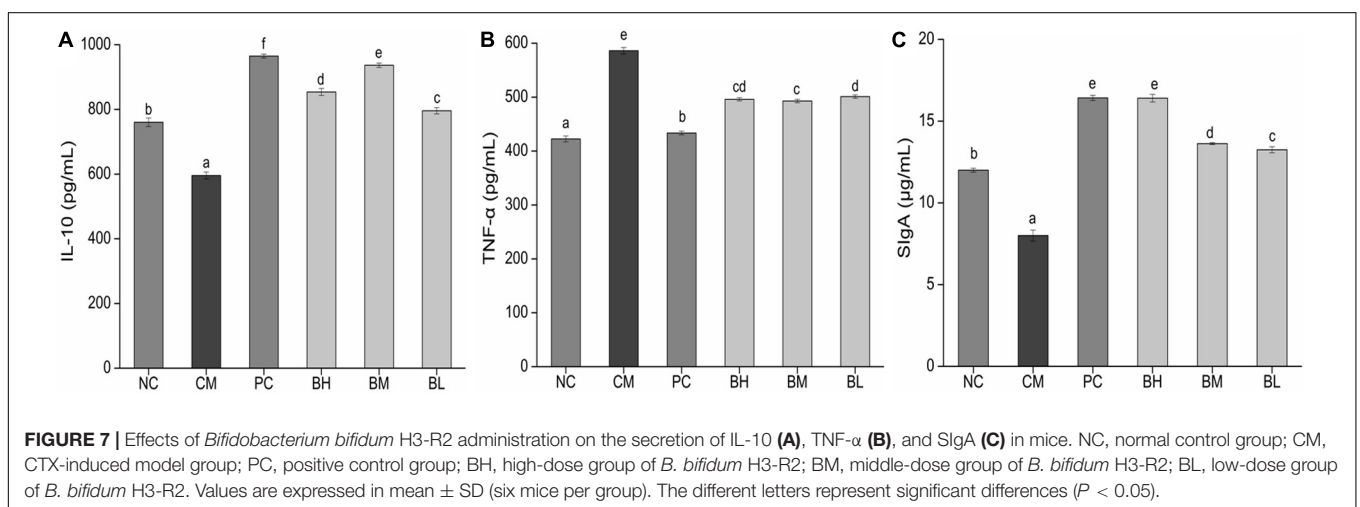 A
IL-10 (pg/mL)
1000
800
600
400
200
0
b
a
f
d
e
c
NC CM PC BH BM BL
B
TNF-α (pg/mL)
600
500
400
300
200
100
0
a
e
b
cd
c
d
NC CM PC BH BM BL
C
SIgA (µg/mL)
20
15
10
5
0
b
a
e
e
d
c
NC CM PC BH BM BL
FIGURE 7 | Effects of Bifidobacterium bifidum H3-R2 administration on the secretion of IL-10 (A), TNF-α (B), and SIgA (C) in mice. NC, normal control group; CM,
CTX-induced model group; PC, positive control group; BH, high-dose group of B. bifidum H3-R2; BM, middle-dose group of B. bifidum H3-R2; BL, low-dose group
of B. bifidum H3-R2. Values are expressed in mean ± SD (six mice per group). The different letters represent significant differences (P < 0.05).